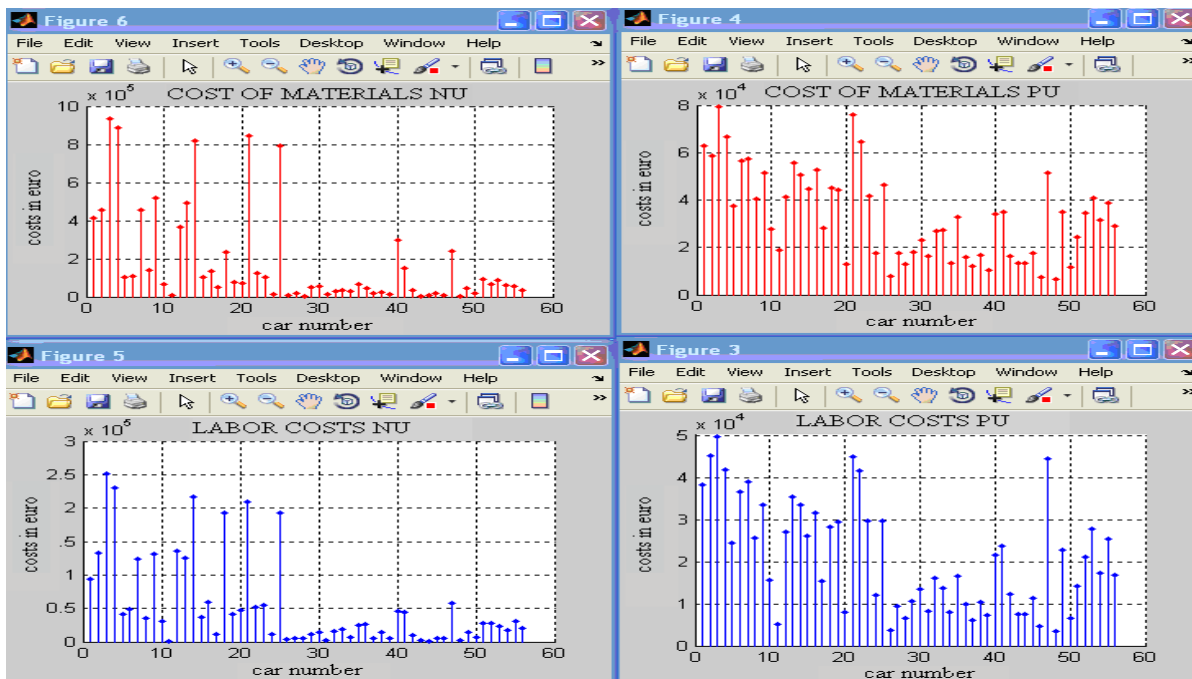 Figure 6
File Edit View Insert Tools Desktop Window Help
x 10^5
COST OF MATERIALS NU
10
8
6
4
2
0
costs in euro
0 10 20 30 40 50 60
car number
Figure 4
File Edit View Insert Tools Desktop Window Help
x 10^4
COST OF MATERIALS PU
8
6
4
2
0
costs in euro
0 10 20 30 40 50 60
car number
Figure 5
File Edit View Insert Tools Desktop Window Help
x 10^5
LABOR COSTS NU
3
2.5
2
.5
1
0.5
0
costs in euro
0 10 20 30 40 50 60
car number
Figure 3
File Edit View Insert Tools Desktop Window Help
x 10^4
LABOR COSTS PU
5
4
3
2
1
0
costs in euro
0 10 20 30 40 50 60
car number